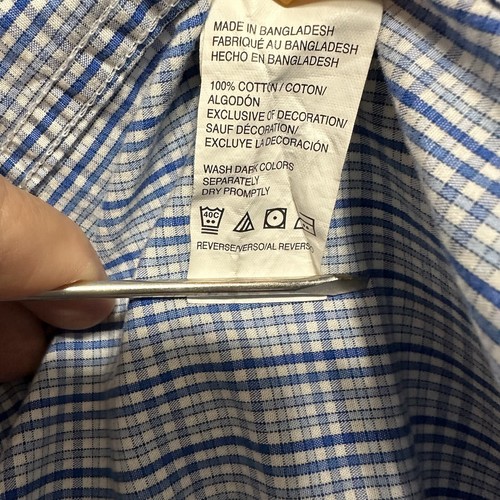 MADE IN BANGLADESH
FABRIQUÉ AU BANGLADESH
HECHO EN BANGLADESH
100% COTTON/COTON/
ALGODÓN
EXCLUSIVE OF DECORATION/
SAUF DÉCORATION/
EXCLUYE LA DECORACIÓN
WASH DARK COLORS
SEPARATELY
DRY PROMPTLY
40C
REVERSE/VERSO/AL REVERS